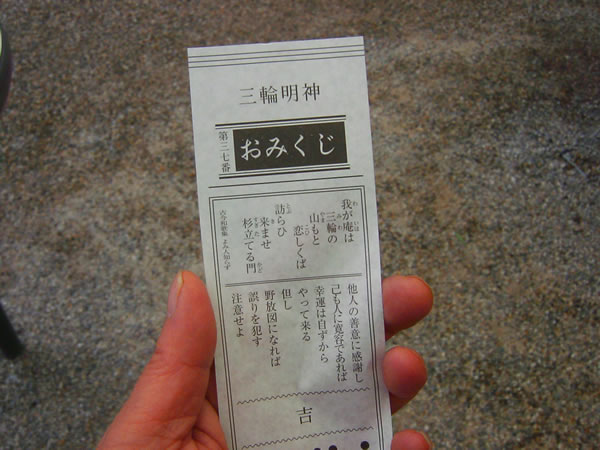 三輪明神
第三七番
おみくじ
我が庵は
三輪の
山もと
恋しくば
訪らひ
来ませ
杉立てる門
古今和歌集 よみ人知らず
他人の善意に感謝し
己も人に寛容であれば
幸運は自ずから
やって来る
但し
野放図になれば
誤りを犯す
注意せよ
吉